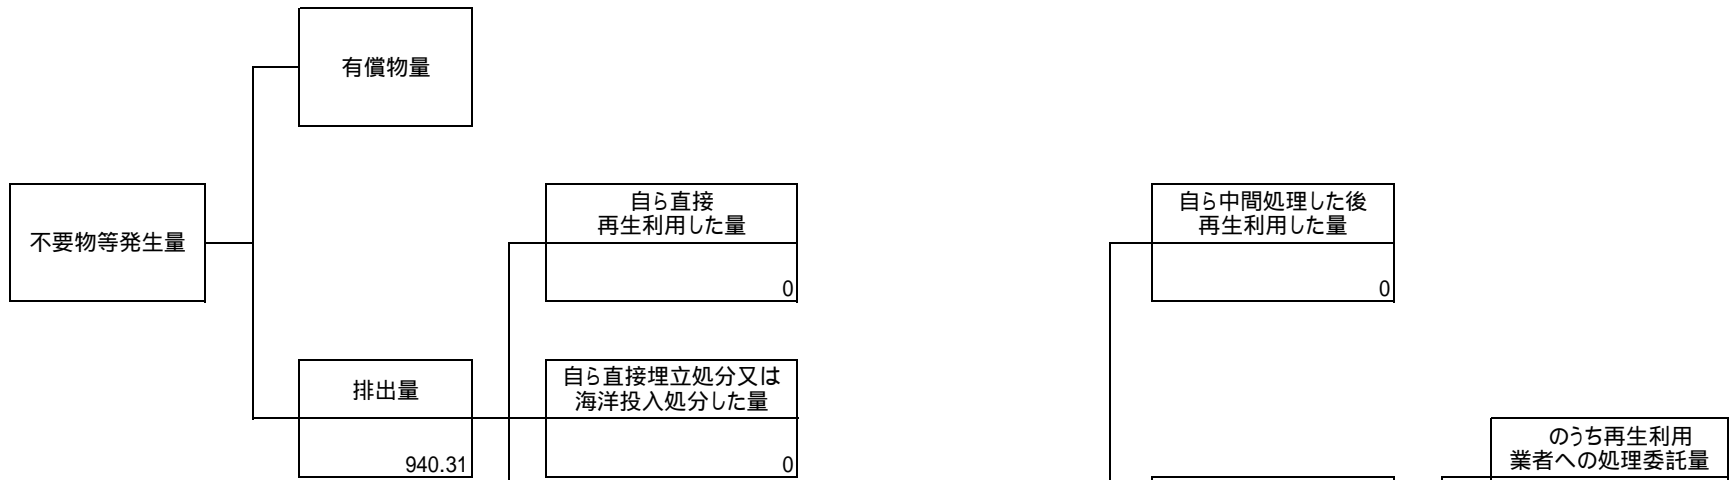 有償物量
不要物等発生量
自ら直接
再生利用した量
0
自ら中間処理した後
再生利用した量
0
排出量
940.31
自ら直接埋立処分又は
海洋投入処分した量
0
のうち再生利用
業者への処理委託量